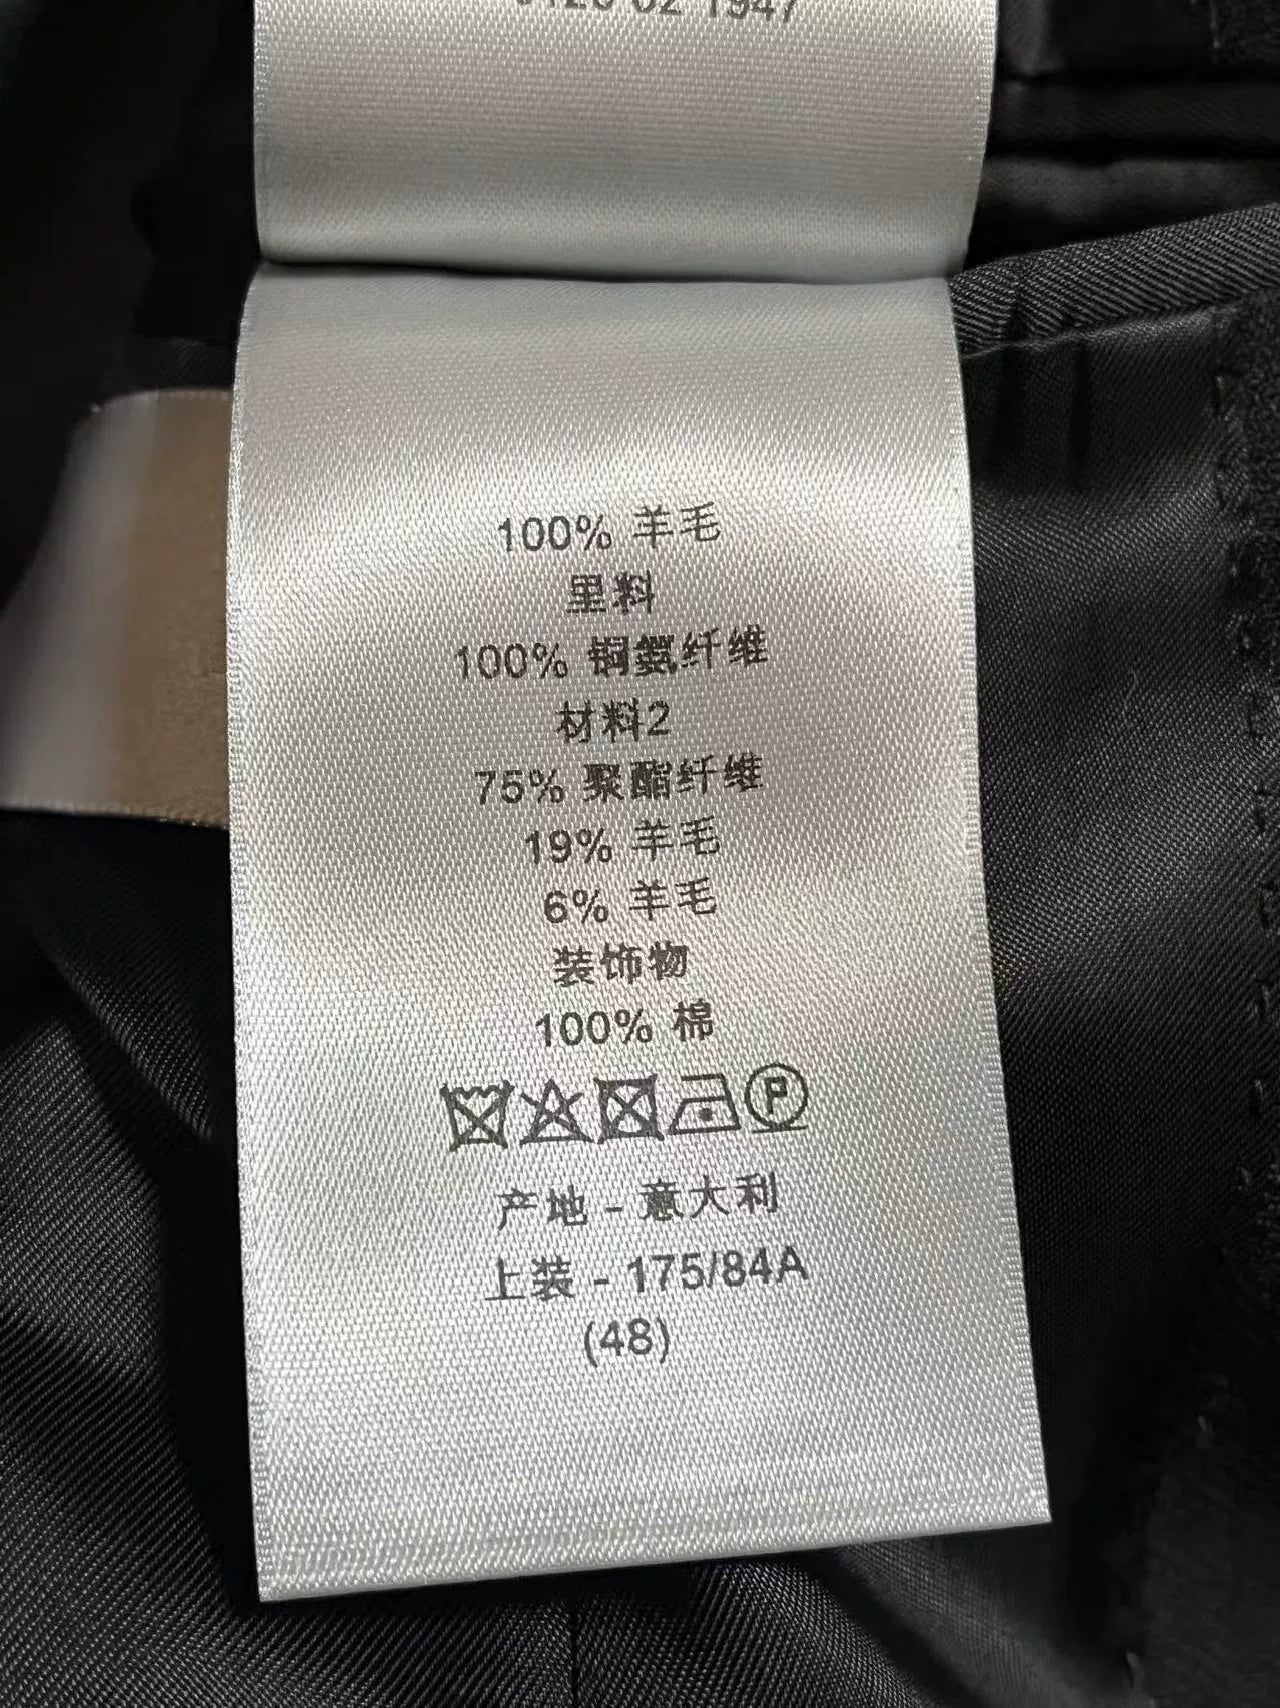 100% 羊毛
里料
100% 铜氨纤维
材料2
75% 聚酯纤维
19% 羊毛
6% 羊毛
装饰物
100% 棉
P
产地 - 意大利
上装 - 175/84A
(48)